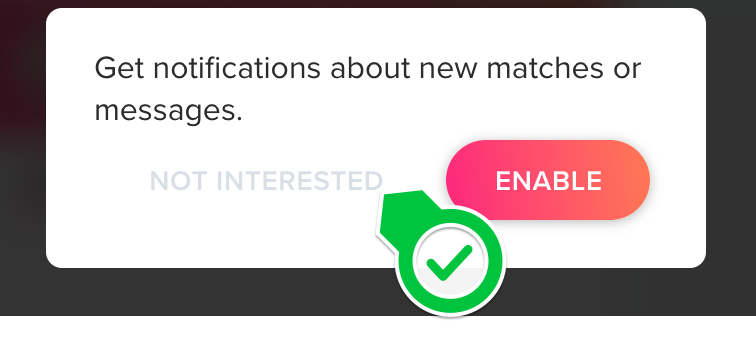 Get notifications about new matches or
messages.
NOT INTERESTED ENABLE